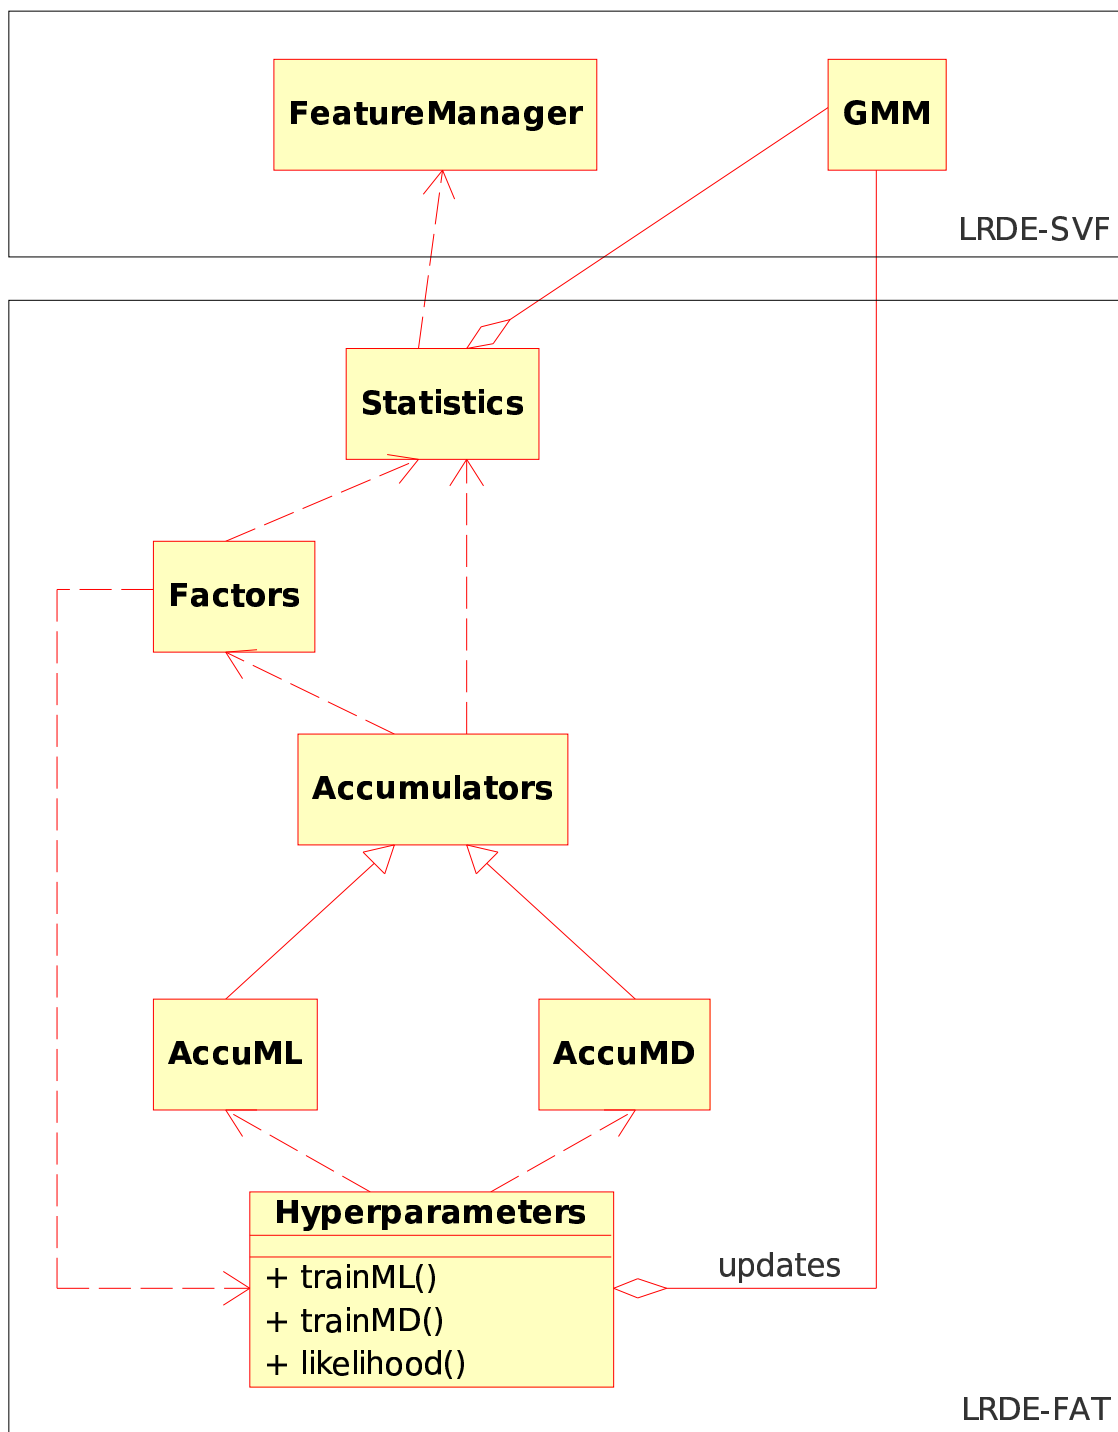 FeatureManager
GMM
LRDE-SVF
Statistics
Factors
Accumulators
AccuML
AccuMD
Hyperparameters
updates
+ trainML()
+ trainMD()
+ likelihood()
LRDE-FAT